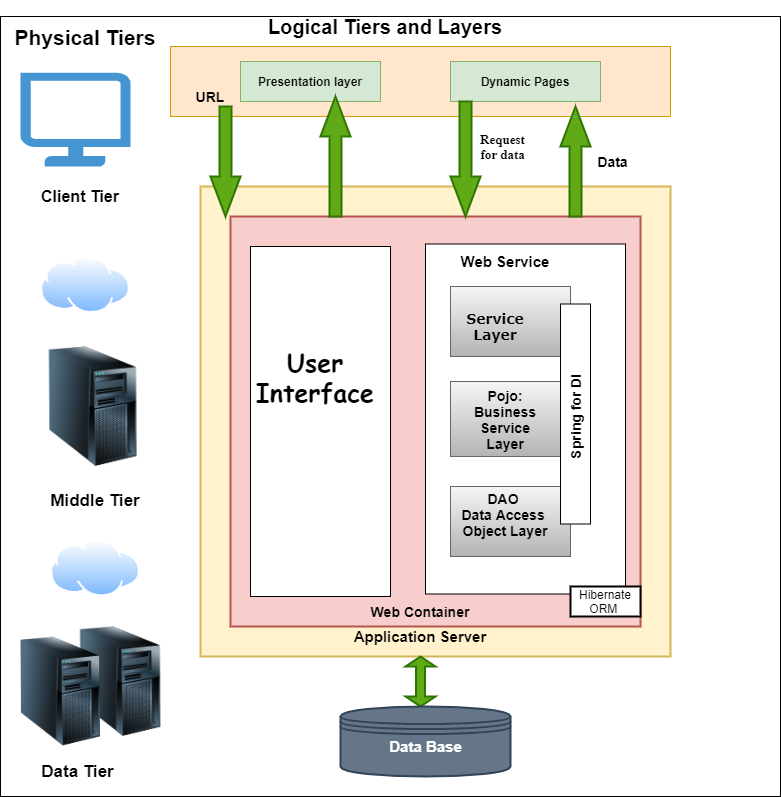 Logical Tiers and Layers
Physical Tiers
Presentation layer
Dynamic Pages
URL
Request
for data
Data
Client Tier
Web Service
User
Interface
Service
Layer
Pojo:
Business
Service
Layer
Spring for DI
DAO
Data Access
Object Layer
Middle Tier
Hibernate
ORM
Web Container
Application Server
Data Base
Data Tier